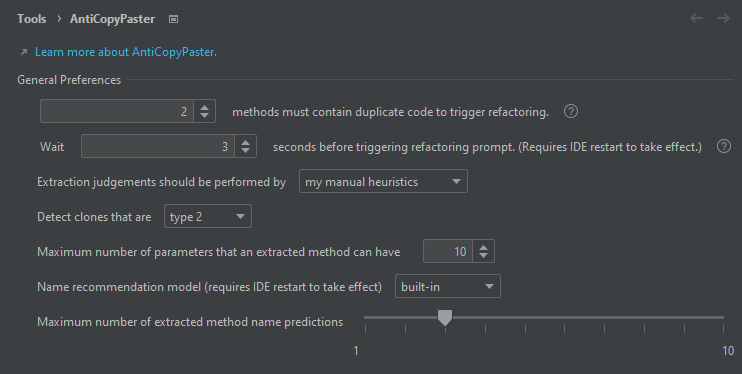 Tools › AntiCopyPaster
Learn more about AntiCopyPaster.
General Preferences
2 methods must contain duplicate code to trigger refactoring. ?
Wait 3 seconds before triggering refactoring prompt. (Requires IDE restart to take effect.) ?
Extraction judgements should be performed by my manual heuristics
Detect clones that are type 2
Maximum number of parameters that an extracted method can have 10
Name recommendation model (requires IDE restart to take effect) built-in
Maximum number of extracted method name predictions
1 10